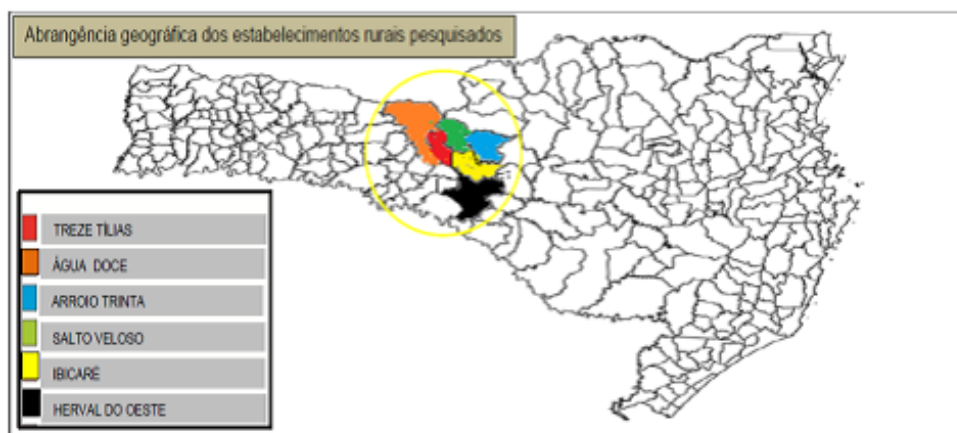 Abrangência geográfica dos estabelecimentos rurais pesquisados
TREZE TÍLIAS
ÁGUA DOCE
ARROIO TRINTA
SALTO VELOSO
IBICARÉ
HERVAL DO OESTE